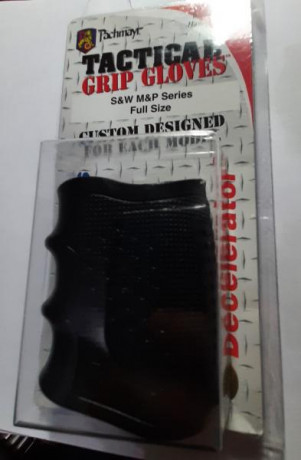 Pachmayr
TACTICAL
GRIP GLOVES
S&W M&P Series
Full Size
CUSTOM DESIGNED
FOR EACH MODEL
Decelerator